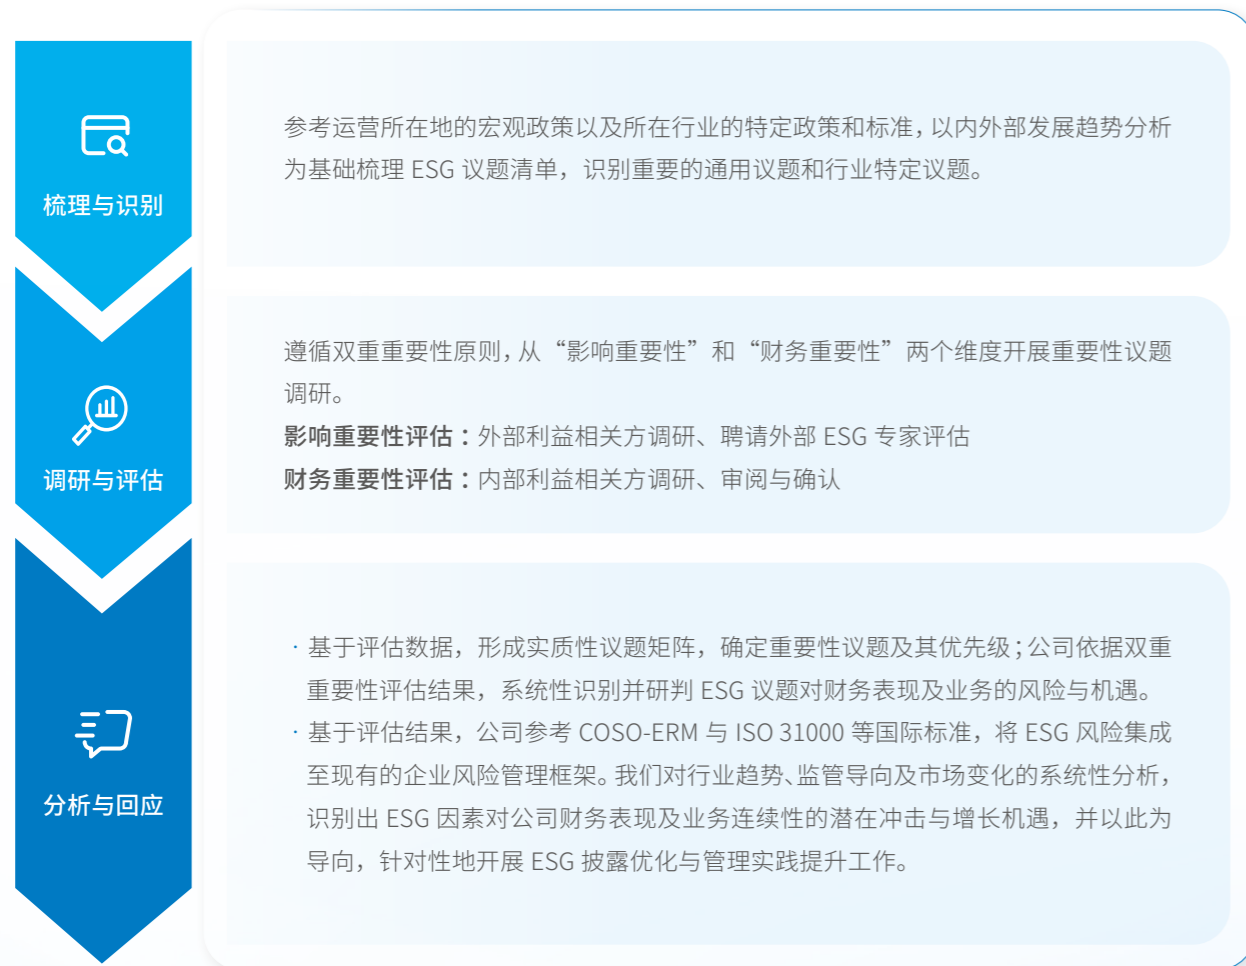 梳理与识别
参考运营所在地的宏观政策以及所在行业的特定政策和标准，以内外部发展趋势分析
为基础梳理 ESG 议题清单，识别重要的通用议题和行业特定议题。
调研与评估
遵循双重重要性原则，从“影响重要性”和“财务重要性”两个维度开展重要性议题
调研。
影响重要性评估：外部利益相关方调研、聘请外部 ESG 专家评估
财务重要性评估：内部利益相关方调研、审阅与确认
分析与回应
· 基于评估数据，形成实质性议题矩阵，确定重要性议题及其优先级；公司依据双重
重要性评估结果，系统性识别并研判 ESG 议题对财务表现及业务的风险与机遇。
· 基于评估结果，公司参考 COSO-ERM 与 ISO 31000 等国际标准，将 ESG 风险集成
至现有的企业风险管理框架。我们对行业趋势、监管导向及市场变化的系统性分析，
识别出 ESG 因素对公司财务表现及业务连续性的潜在冲击与增长机遇，并以此为
导向，针对性地开展 ESG 披露优化与管理实践提升工作。